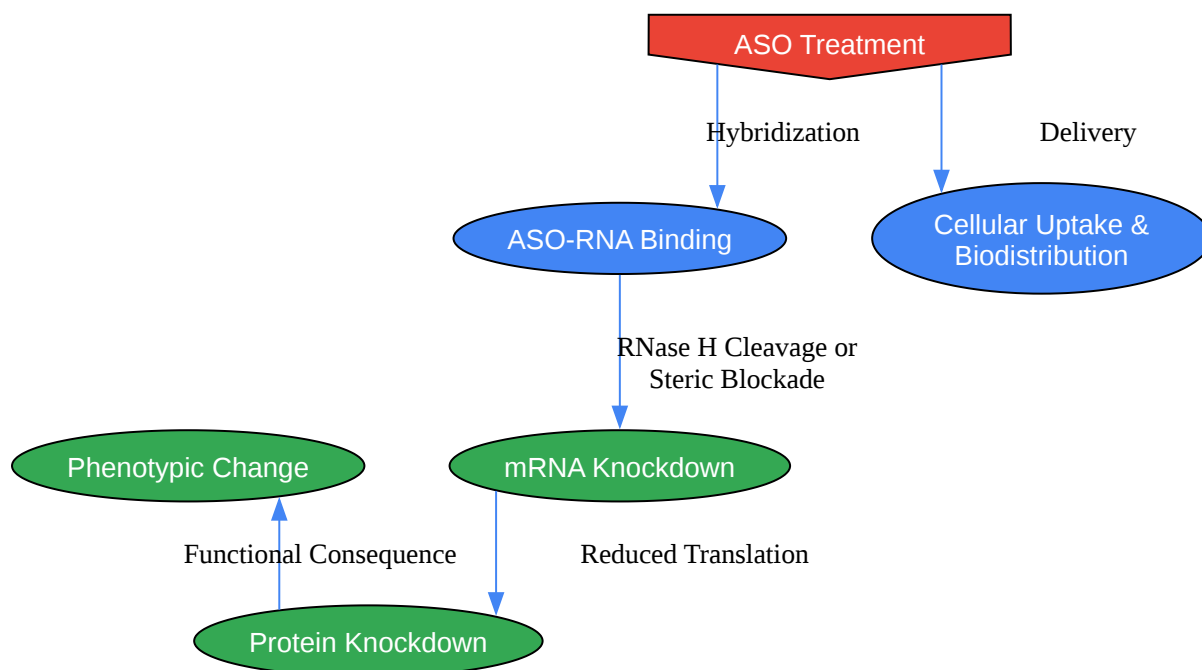 ASO Treatment
Hybridization
Delivery
ASO-RNA Binding
Cellular Uptake &
Biodistribution
RNase H Cleavage or
Steric Blockade
Phenotypic Change
mRNA Knockdown
Functional Consequence
Reduced Translation
Protein Knockdown